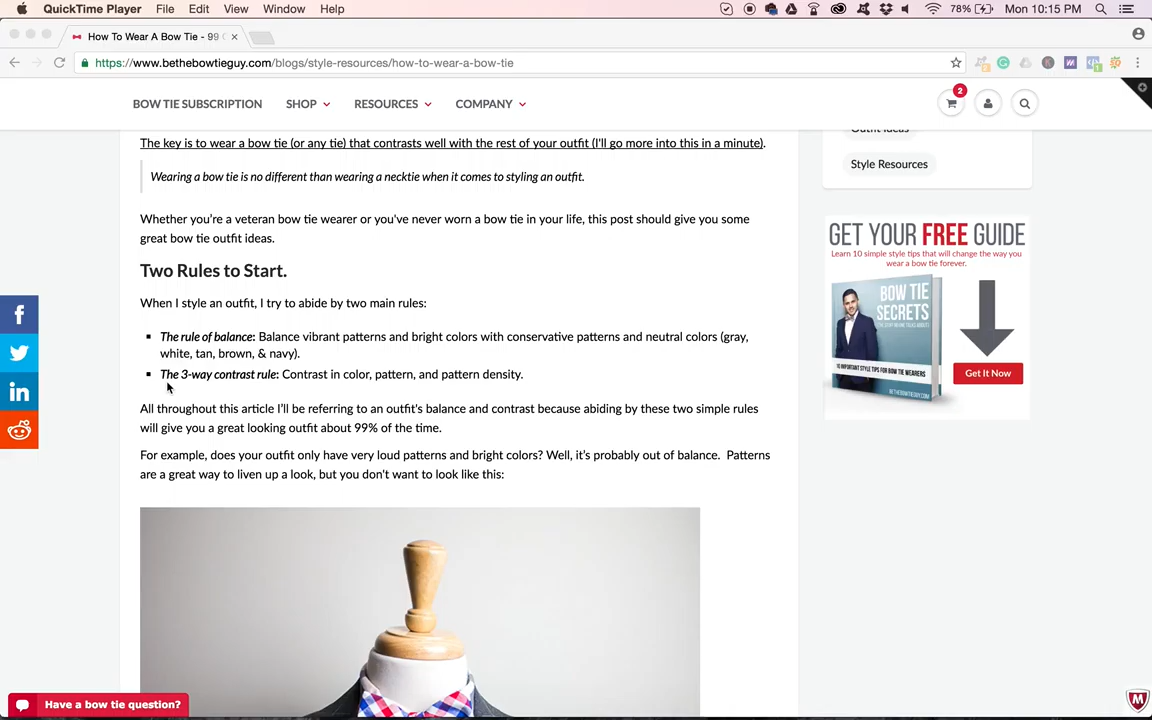 QuickTime Player File Edit View Window Help 78% Mon 10:15 PM
How To Wear A Bow Tie - 99
https://www.bethebowtieguy.com/blogs/style-resources/how-to-wear-a-bow-tie
BOW TIE SUBSCRIPTION SHOP RESOURCES COMPANY 2
Outfit Ideas
The key is to wear a bow tie (or any tie) that contrasts well with the rest of your outfit (I'll go more into this in a minute).
Style Resources
Wearing a bow tie is no different than wearing a necktie when it comes to styling an outfit.
Whether you're a veteran bow tie wearer or you've never worn a bow tie in your life, this post should give you some
great bow tie outfit ideas.
Two Rules to Start.
When I style an outfit, I try to abide by two main rules:
The rule of balance: Balance vibrant patterns and bright colors with conservative patterns and neutral colors (gray,
white, tan, brown, & navy).
The 3-way contrast rule: Contrast in color, pattern, and pattern density.
All throughout this article I'll be referring to an outfit's balance and contrast because abiding by these two simple rules
will give you a great looking outfit about 99% of the time.
For example, does your outfit only have very loud patterns and bright colors? Well, it's probably out of balance. Patterns
are a great way to liven up a look, but you don't want to look like this:
GET YOUR FREE GUIDE
Learn 10 simple style tips that will change the way you
wear a bow tie forever.
BOW TIE
SECRETS
10 IMPORTANT STYLE TIPS FOR BOW TIE WEARERS
BETHEBOWTIEGUY.COM
Get It Now
Have a bow tie question?